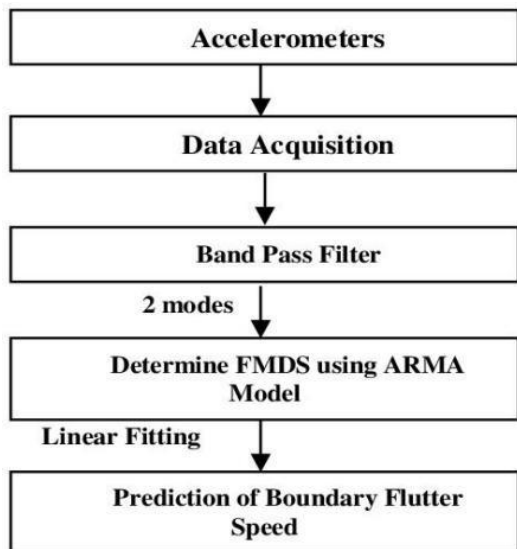 Accelerometers
Data Acquisition
Band Pass Filter
2 modes
Determine FMDS using ARMA
Model
Linear Fitting
Prediction of Boundary Flutter
Speed